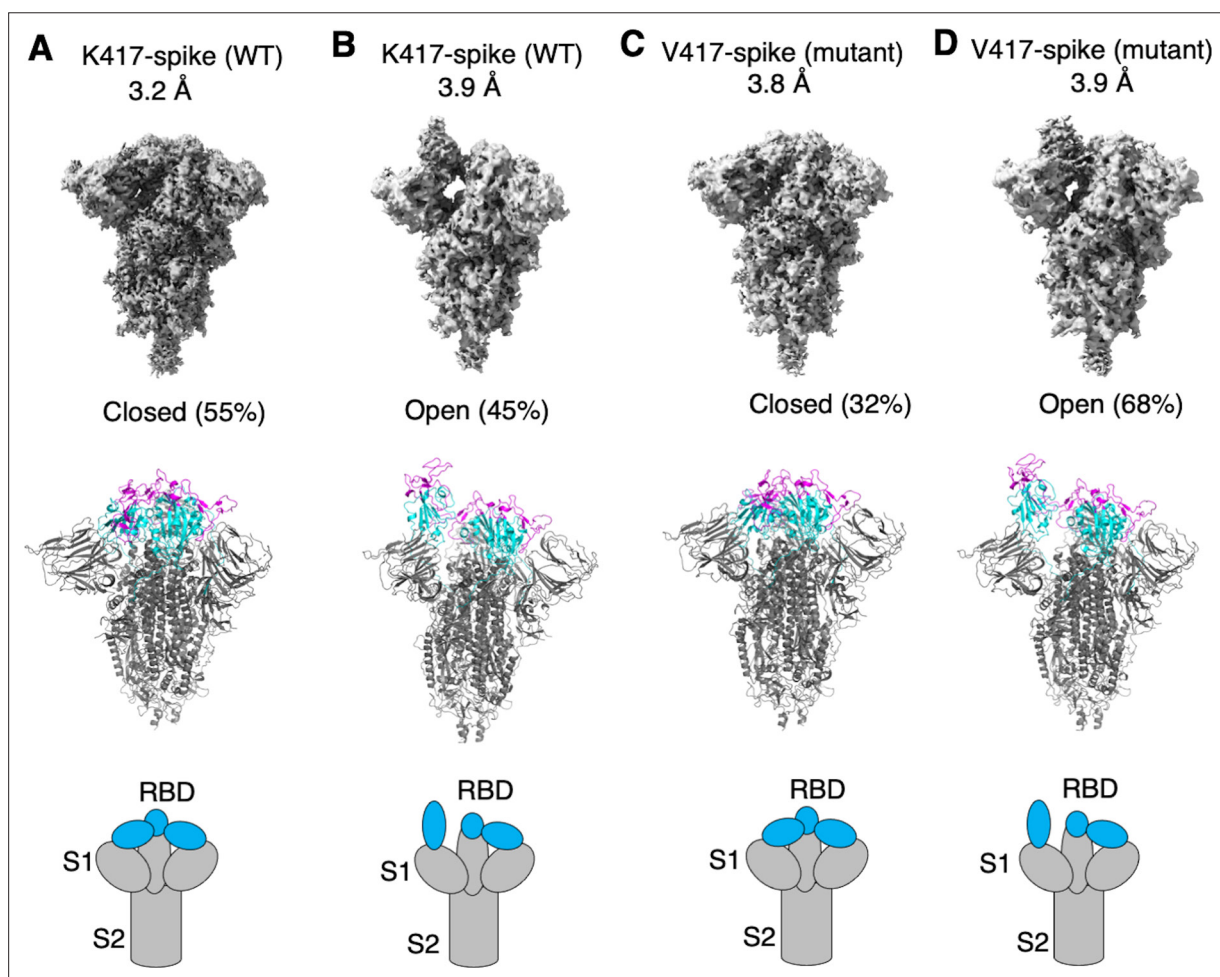 A
K417-spike (WT)
3.2 Å
B
K417-spike (WT)
3.9 Å
C
V417-spike (mutant)
3.8 Å
D
V417-spike (mutant)
3.9 Å
Closed (55%)
Open (45%)
Closed (32%)
Open (68%)
RBD
S1
S2
RBD
S1
S2
RBD
S1
S2
RBD
S1
S2